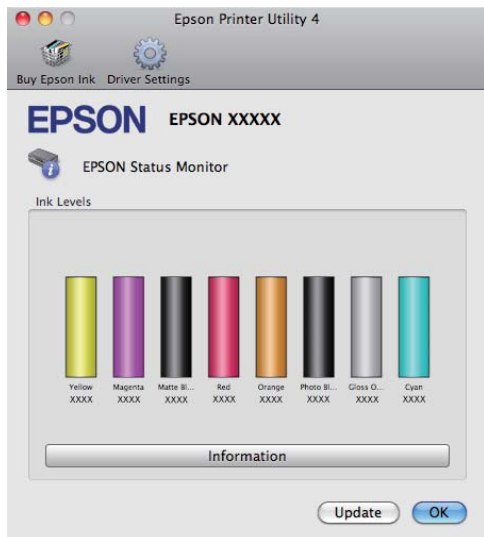 Epson Printer Utility 4
Buy Epson Ink Driver Settings
EPSON EPSON XXXXX
EPSON Status Monitor
Ink Levels
Yellow Magenta Matte Bl... Red Orange Photo Bl... Gloss O... Cyan
XXXX XXXX XXXX XXXX XXXX XXXX XXXX XXXX
Information
Update OK